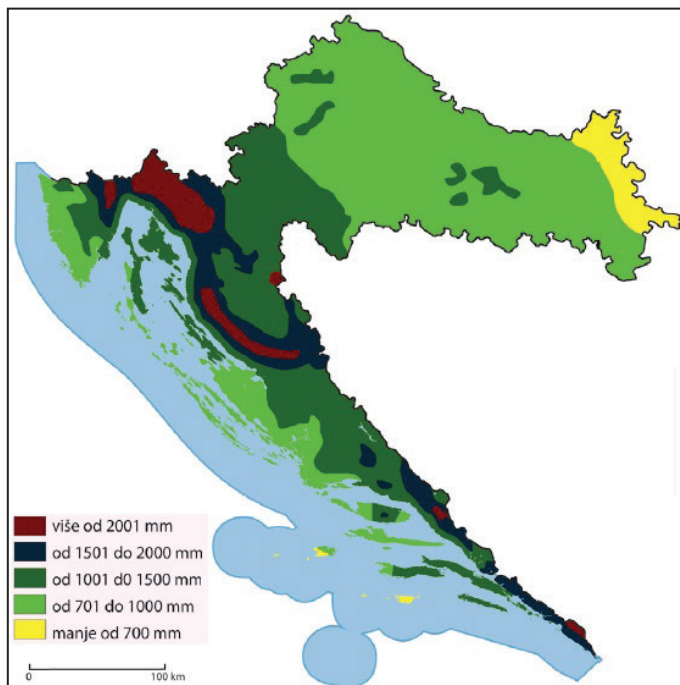 više od 2001 mm
od 1501 do 2000 mm
od 1001 d0 1500 mm
od 701 do 1000 mm
manje od 700 mm
0 100 km